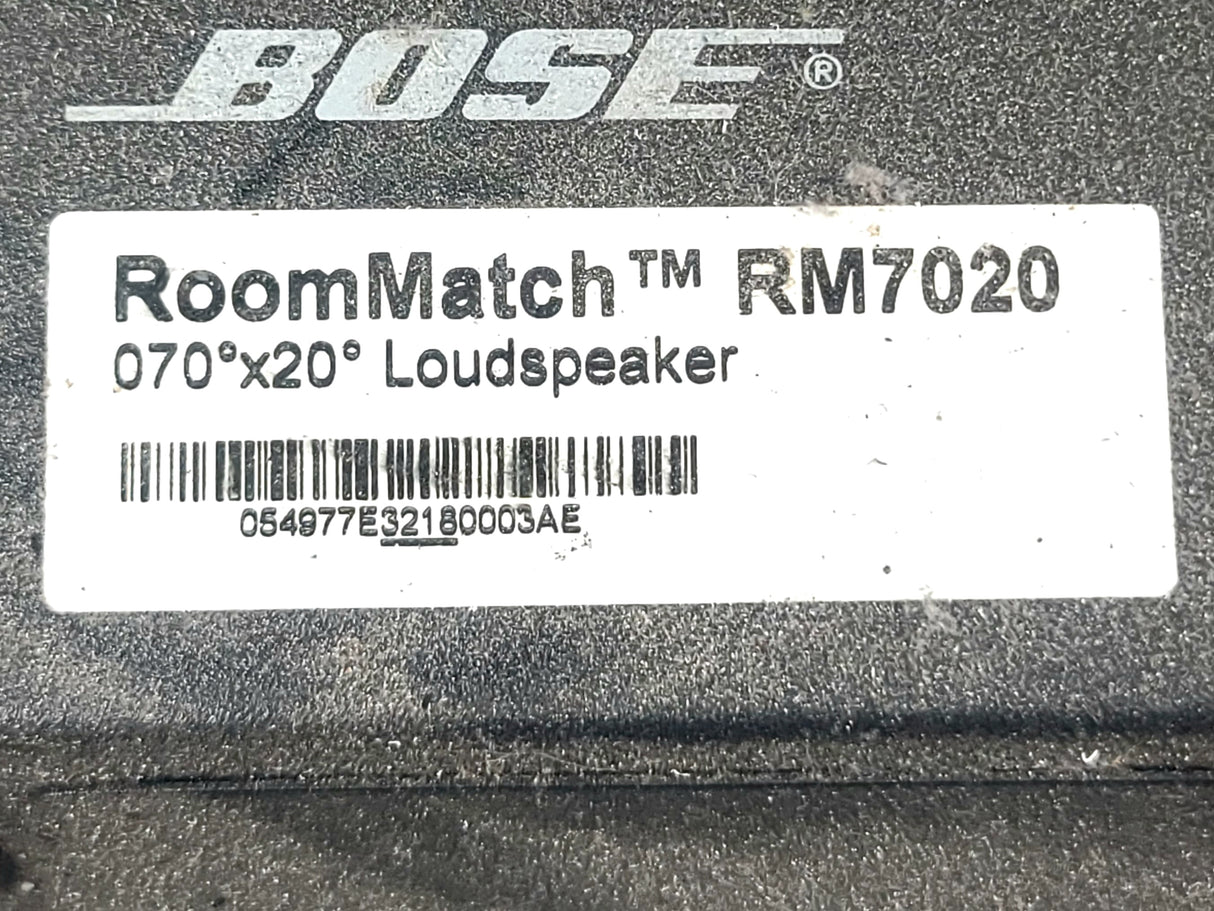 BOSE®
RoomMatch™ RM7020
070°x20° Loudspeaker
054977E32180003AE